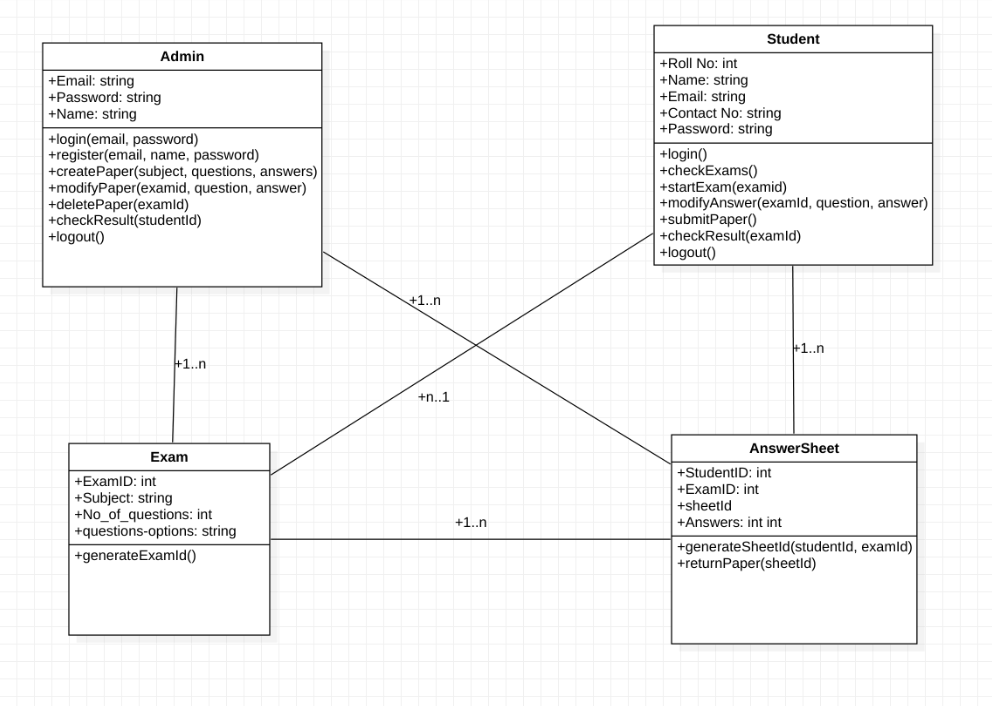 Admin
+Email: string
+Password: string
+Name: string
+login(email, password)
+register(email, name, password)
+createPaper(subject, questions, answers)
+modifyPaper(examid, question, answer)
+deletePaper(examId)
+checkResult(studentId)
+logout()
Student
+Roll No: int
+Name: string
+Email: string
+Contact No: string
+Password: string
+login()
+checkExams()
+startExam(examid)
+modifyAnswer(examId, question, answer)
+submitPaper()
+checkResult(examId)
+logout()
+1..n
+1..n
+1..n
+n..1
Exam
+ExamID: int
+Subject: string
+No_of_questions: int
+questions-options: string
+generateExamId()
+1..n
AnswerSheet
+StudentID: int
+ExamID: int
+sheetId
+Answers: int int
+generateSheetId(studentId, examId)
+returnPaper(sheetId)